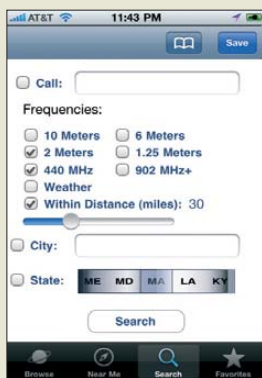 AT&T 11:43 PM
Save
Call:
Frequencies:
10 Meters 6 Meters
2 Meters 1.25 Meters
440 MHz 902 MHz+
Weather
Within Distance (miles): 30
City:
State: ME MD MA LA KY
Search
Browse Near Me Search Favorites